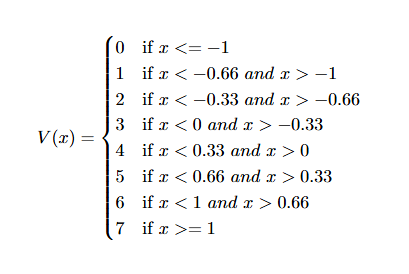 0 if x <= −1
1 if x < −0.66 and x > −1
2 if x < −0.33 and x > −0.66
V(x) = { 3 if x < 0 and x > −0.33
4 if x < 0.33 and x > 0
5 if x < 0.66 and x > 0.33
6 if x < 1 and x > 0.66
7 if x >= 1